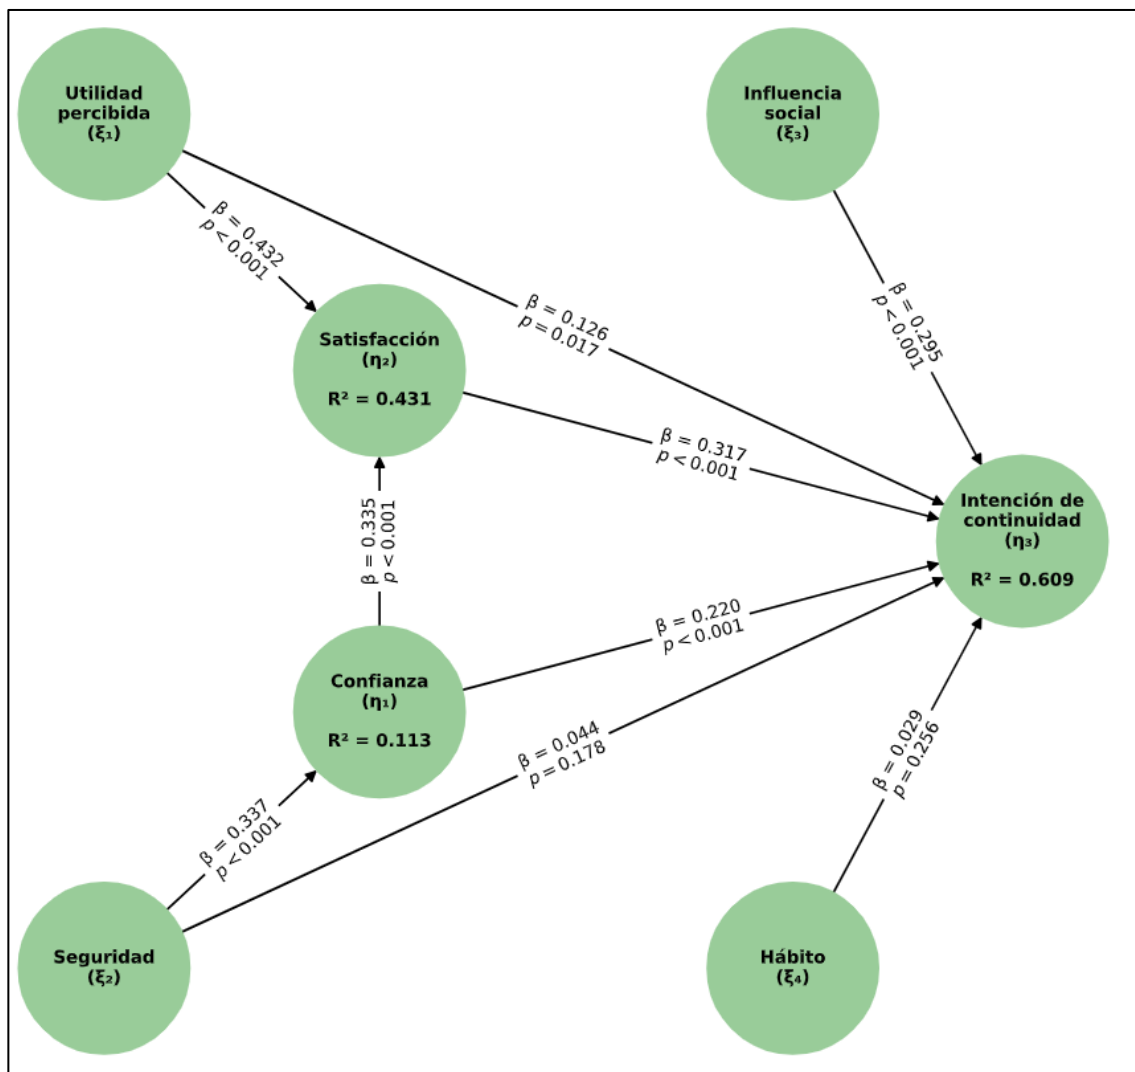 Utilidad
percibida
(ξ₁)
Influencia
social
(ξ₃)
β = 0.432
p < 0.001
β = 0.126
p = 0.017
β = 0.295
p < 0.001
Satisfacción
(η₂)
R² = 0.431
β = 0.317
p < 0.001
Intención de
continuidad
(η₃)
R² = 0.609
β = 0.335
p < 0.001
β = 0.220
p < 0.001
Confianza
(η₁)
R² = 0.113
β = 0.044
p = 0.178
β = 0.029
p = 0.256
β = 0.337
p < 0.001
Seguridad
(ξ₂)
Hábito
(ξ₄)